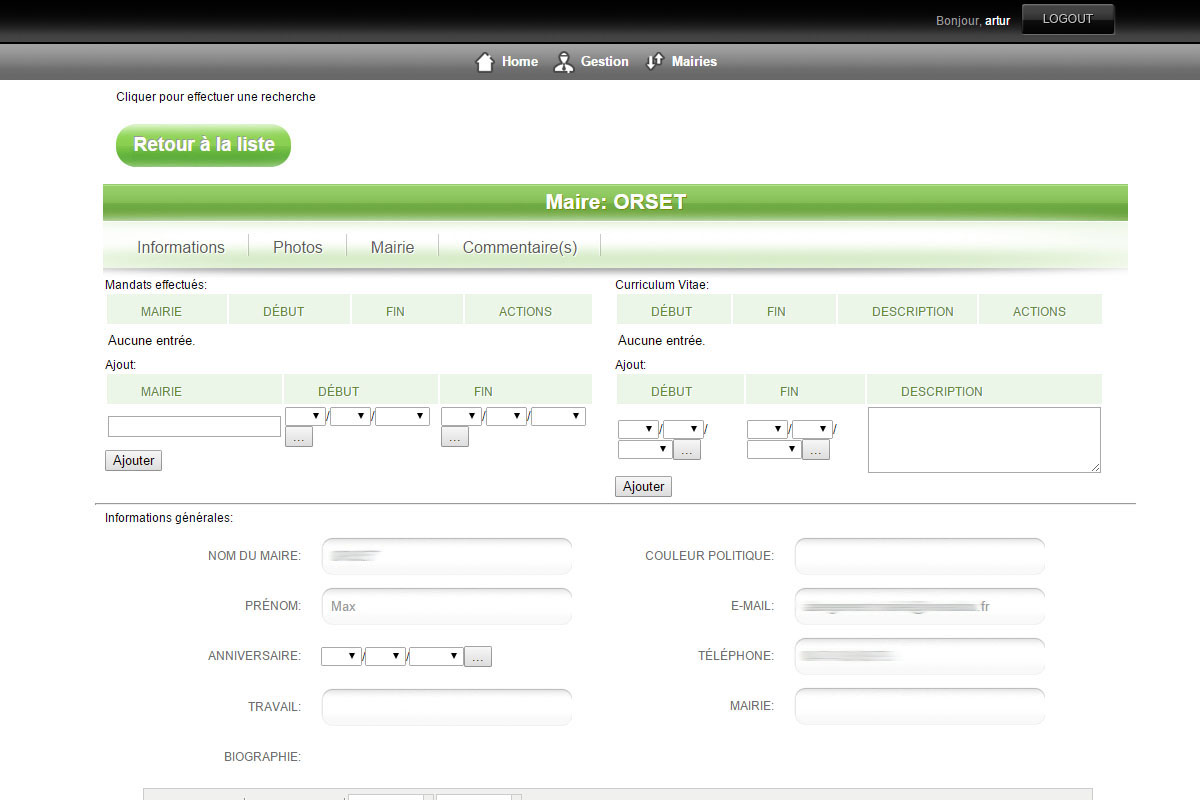 Bonjour, artur LOGOUT
Home Gestion Mairies
Cliquer pour effectuer une recherche
Retour à la liste
Maire: ORSET
Informations Photos Mairie Commentaire(s)
Mandats effectués:
MAIRIE DÉBUT FIN ACTIONS
Aucune entrée.
Ajout:
MAIRIE DÉBUT FIN
/ / / /
... ...
Ajouter
Curriculum Vitae:
DÉBUT FIN DESCRIPTION ACTIONS
Aucune entrée.
Ajout:
DÉBUT FIN DESCRIPTION
/ / / /
... ...
Ajouter
Informations générales:
NOM DU MAIRE:
COULEUR POLITIQUE:
PRÉNOM: Max
E-MAIL: .fr
ANNIVERSAIRE: / / ...
TÉLÉPHONE:
TRAVAIL:
MAIRIE:
BIOGRAPHIE: